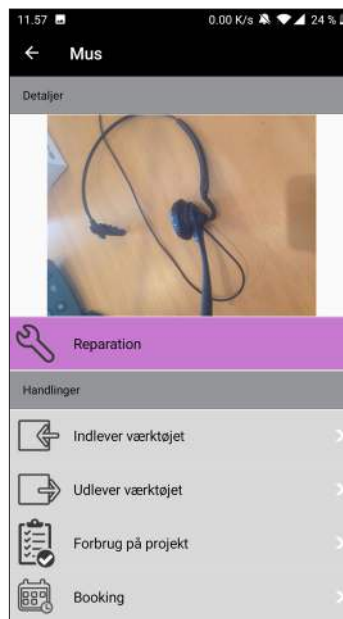 11.57 0.00 K/s 24 %
Mus
Detaljer
Reparation
Handlinger
Indlever værktøjet
Udlever værktøjet
Forbrug på projekt
Booking